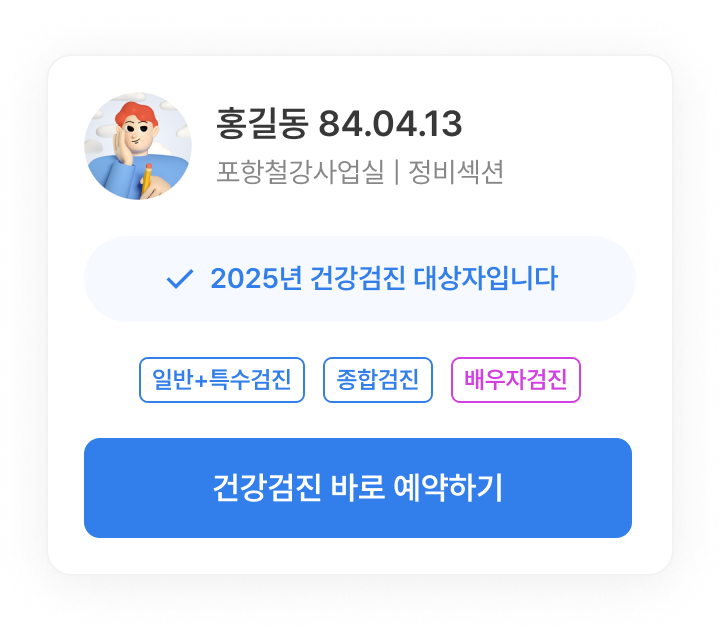 홍길동 84.04.13
포항철강사업실 | 정비섹션
2025년 건강검진 대상자입니다
일반+특수검진 종합검진 배우자검진
건강검진 바로 예약하기